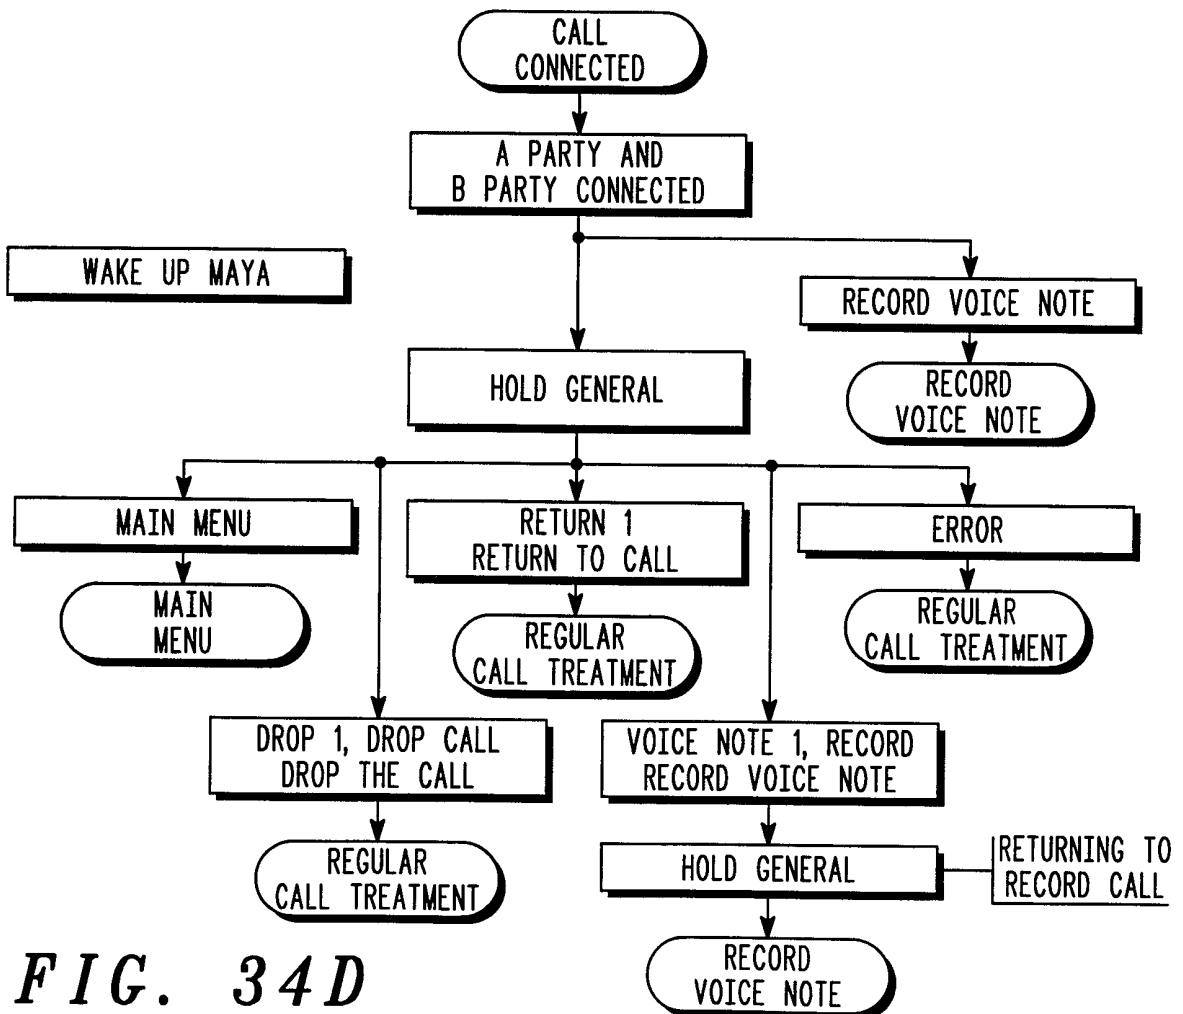 CALL
CONNECTED
A PARTY AND
B PARTY CONNECTED
WAKE UP MAYA
RECORD VOICE NOTE
RECORD
VOICE NOTE
HOLD GENERAL
MAIN MENU
MAIN
MENU
RETURN 1
RETURN TO CALL
REGULAR
CALL TREATMENT
ERROR
REGULAR
CALL TREATMENT
DROP 1, DROP CALL
DROP THE CALL
REGULAR
CALL TREATMENT
VOICE NOTE 1, RECORD
RECORD VOICE NOTE
HOLD GENERAL
RETURNING TO
RECORD CALL
RECORD
VOICE NOTE
FIG. 34D